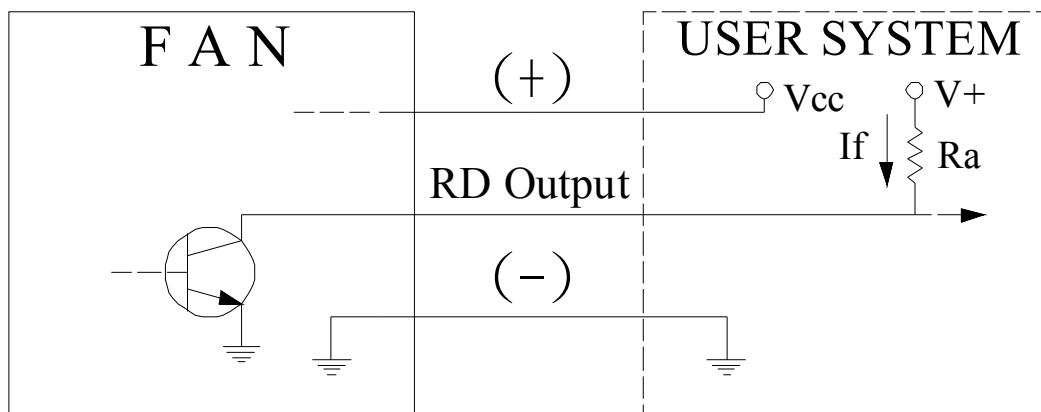 F A N
USER SYSTEM
(+)
Vcc
V+
If
Ra
RD Output
(-)